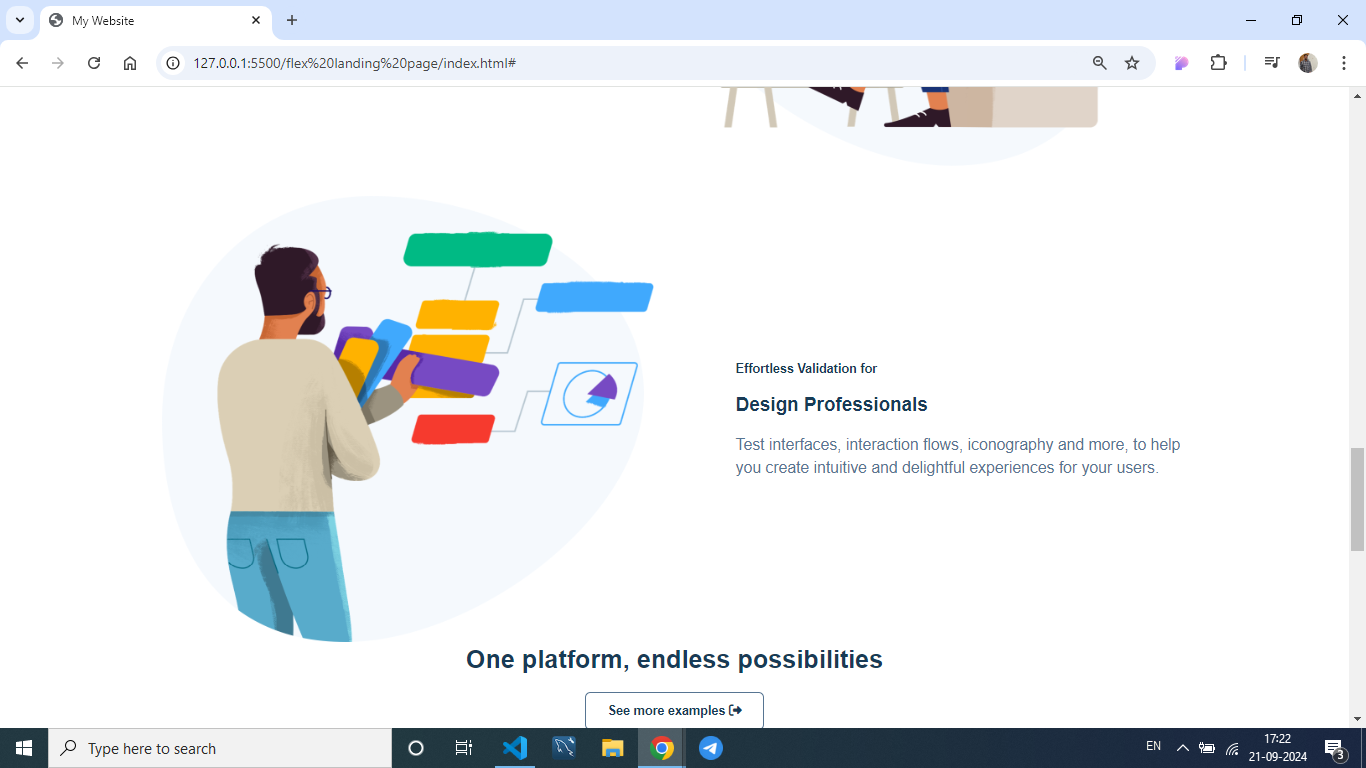 My Website
127.0.0.1:5500/flex%20landing%20page/index.html#
Effortless Validation for
Design Professionals
Test interfaces, interaction flows, iconography and more, to help
you create intuitive and delightful experiences for your users.
One platform, endless possibilities
See more examples
Type here to search
EN
17:22
21-09-2024
3